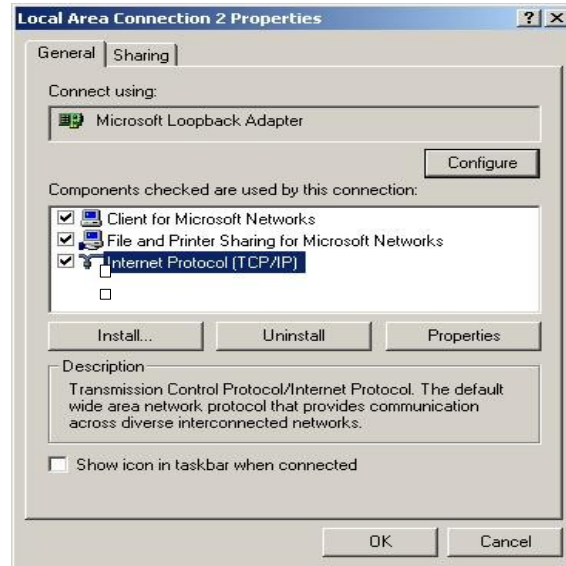 Local Area Connection 2 Properties
General
Sharing
Connect using:
Microsoft Loopback Adapter
Configure
Components checked are used by this connection:
Client for Microsoft Networks
File and Printer Sharing for Microsoft Networks
Internet Protocol (TCP/IP)
Install...
Uninstall
Properties
Description
Transmission Control Protocol/Internet Protocol. The default
wide area network protocol that provides communication
across diverse interconnected networks.
Show icon in taskbar when connected
OK
Cancel